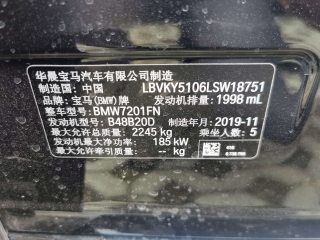 华晨宝马汽车有限公司制造
制造国: 中国 LBVKY5106LSW18751
品牌: 宝马(BMW)牌 发动机排量: 1998 mL
整车型号: BMW7201FN
发动机型号: B48B20D 制造年月: 2019-11
最大允许总质量: 2245 kg 乘坐人数: 5
发动机最大净功率: 185 kW
最大允许牵引质量: -- kg